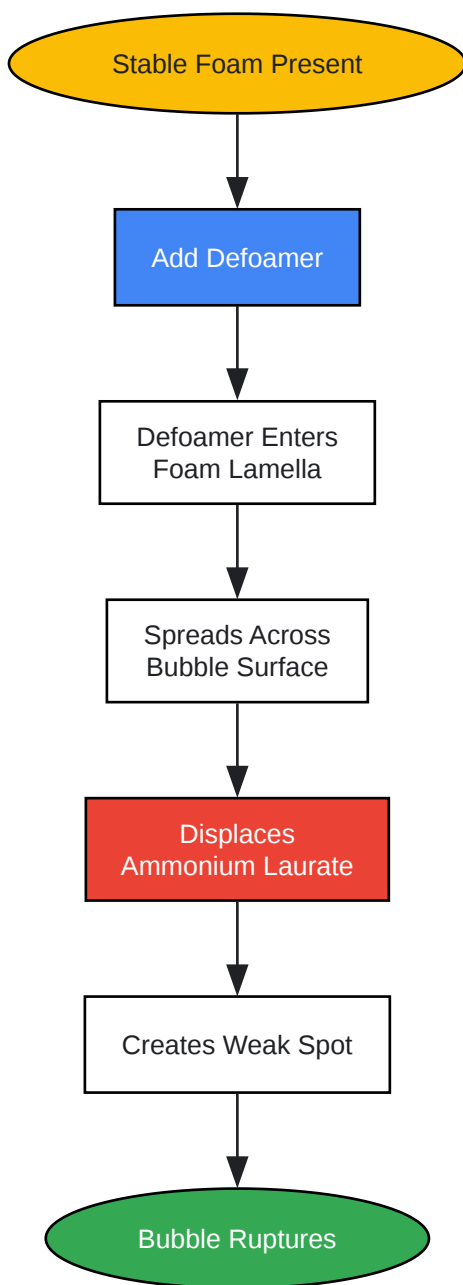 Stable Foam Present
Add Defoamer
Defoamer Enters
Foam Lamella
Spreads Across
Bubble Surface
Displaces
Ammonium Laurate
Creates Weak Spot
Bubble Ruptures